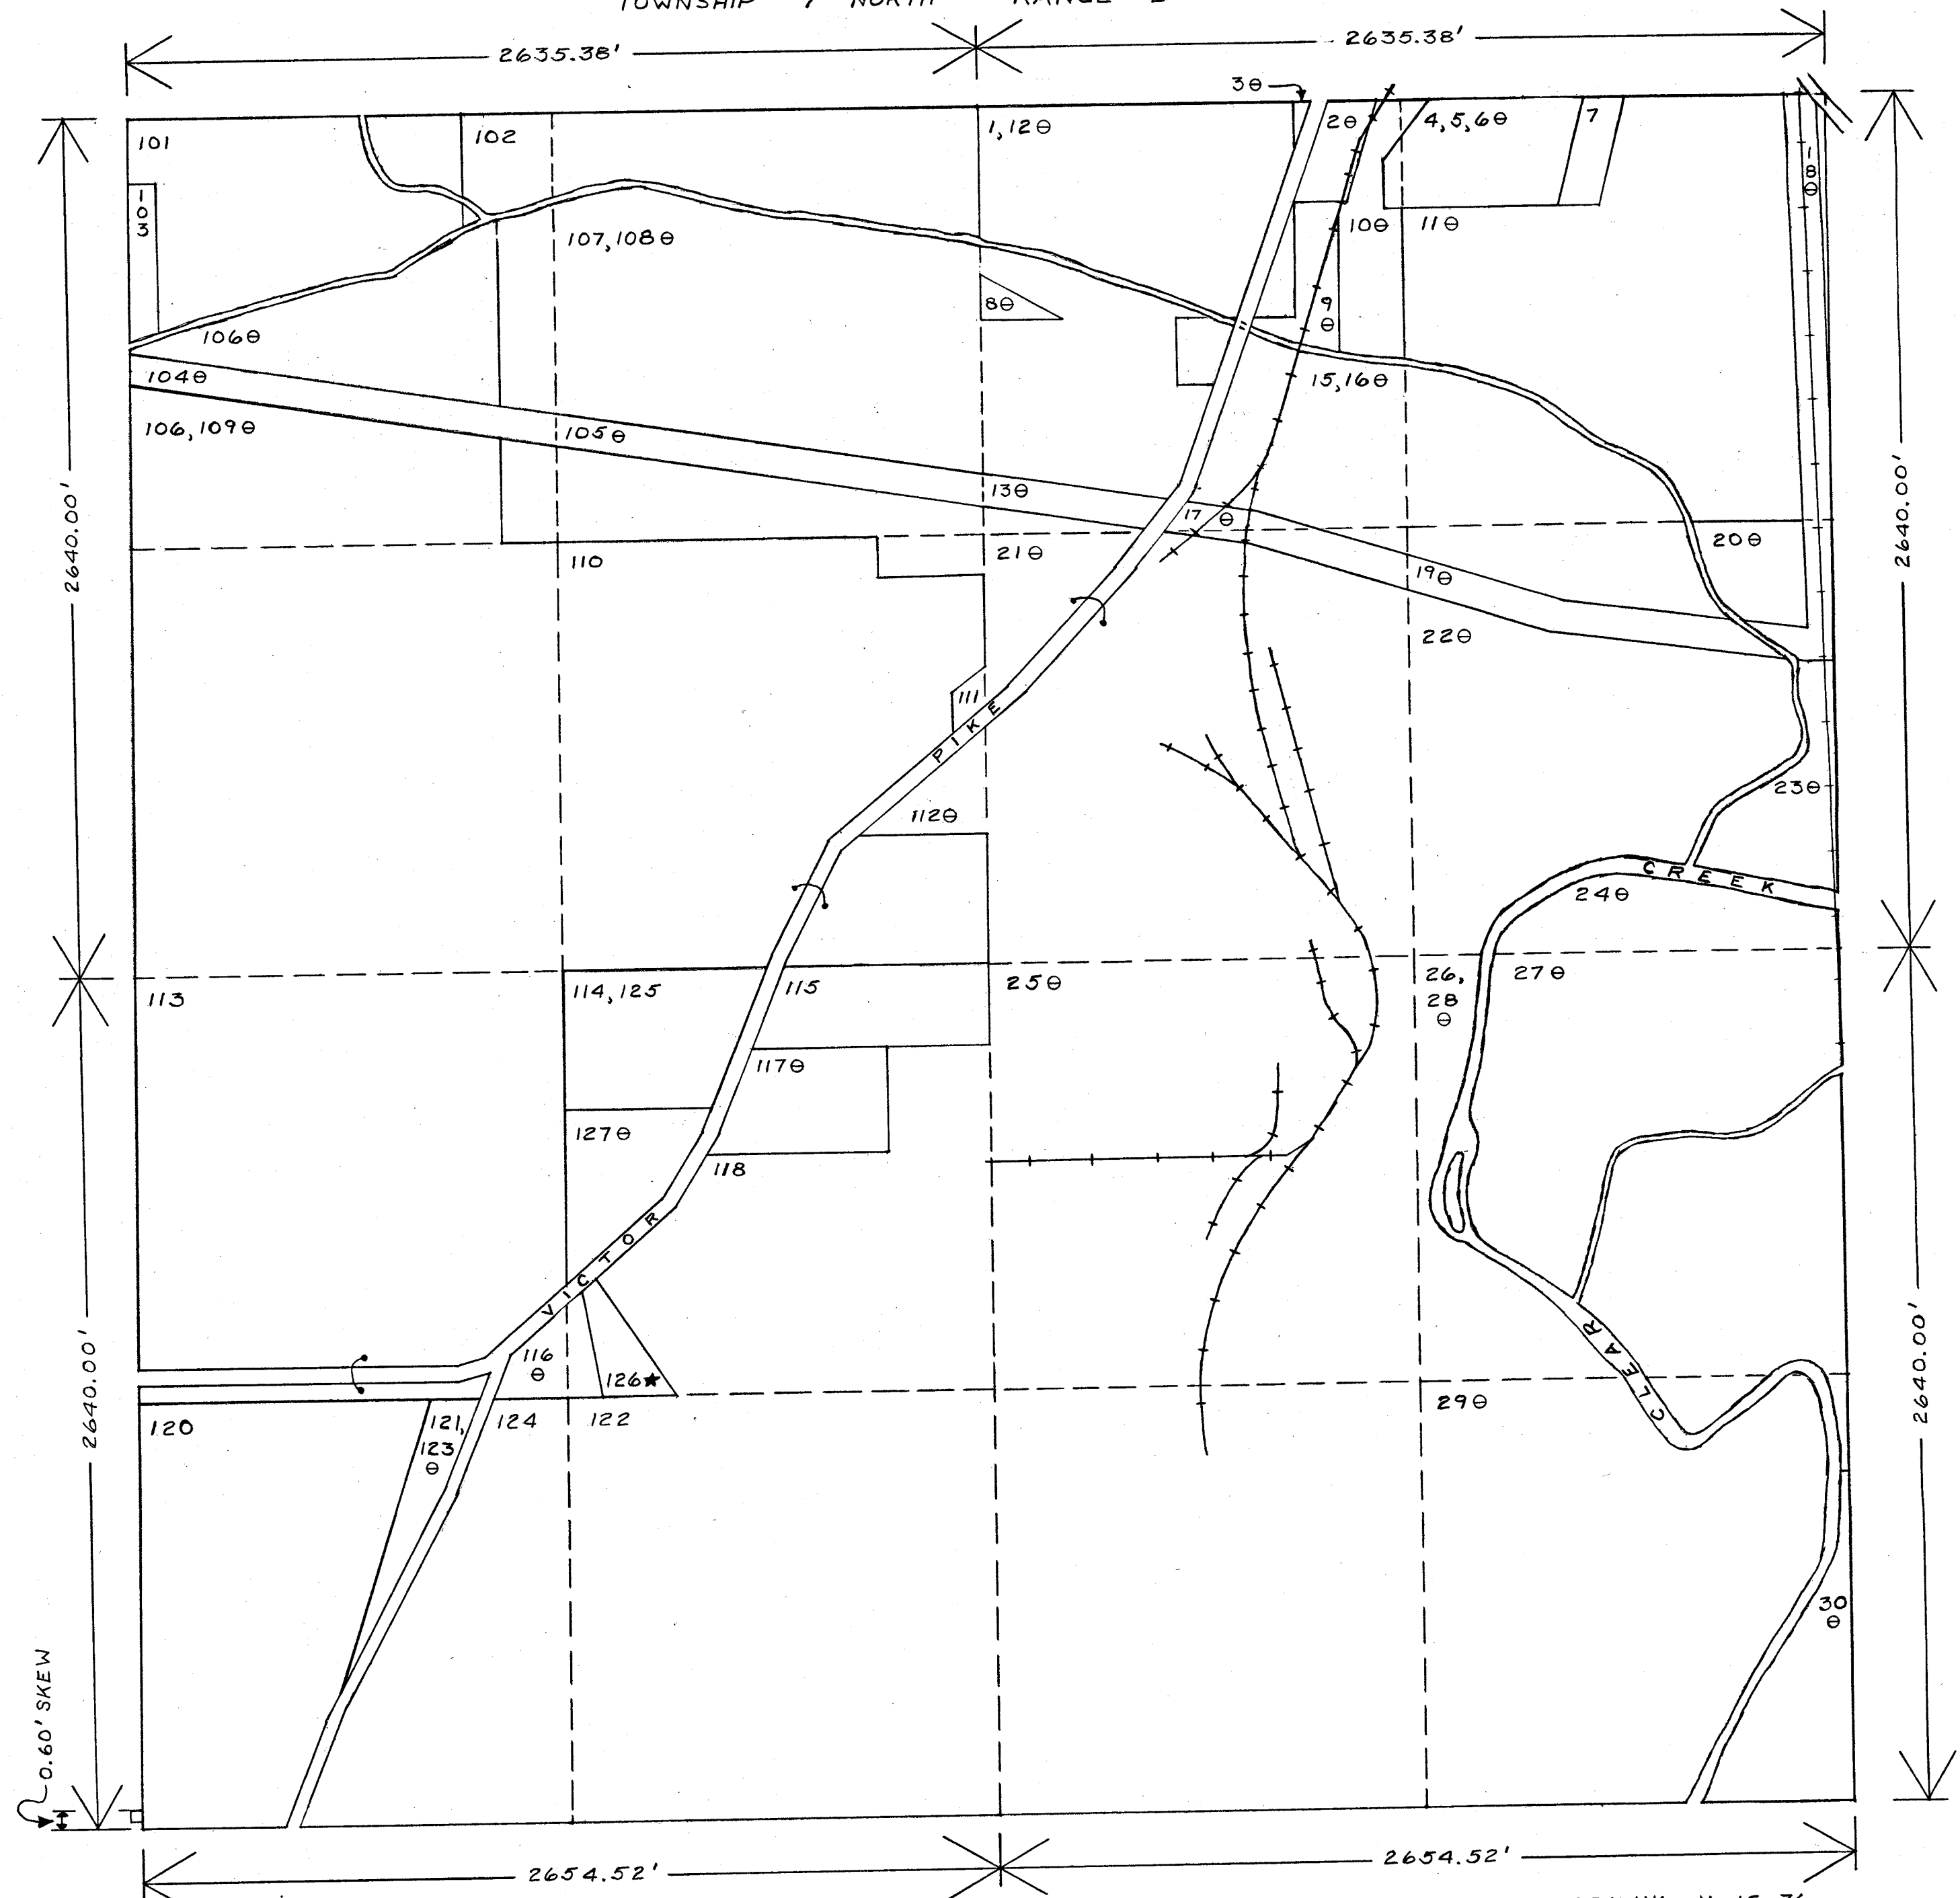 TOWNSHIP 7 NORTH RANGE
2635.38' 2635.38'
3⊖
101 102 1,12⊖ 2⊖ 4,5,6⊖ 7
18⊖
103
107,108⊖ 10⊖ 11⊖
8⊖ 9⊖
106⊖
104⊖ 15,16⊖
106,109⊖ 105⊖
13⊖
17⊖
2640.00' 2640.00'
110 21⊖ 20⊖
19⊖
22⊖
111
PIKE
23⊖
112⊖
CREEK
24⊖
113 114,125 115 25⊖ 26, 27⊖
28
⊖
117⊖
127⊖
118
VICTOR
CLEAR
2640.00' 2640.00'
116
⊖
126★
120 121, 124 122 29⊖
123
⊖
30
⊖
0.60' SKEW
2654.52' 2654.52'